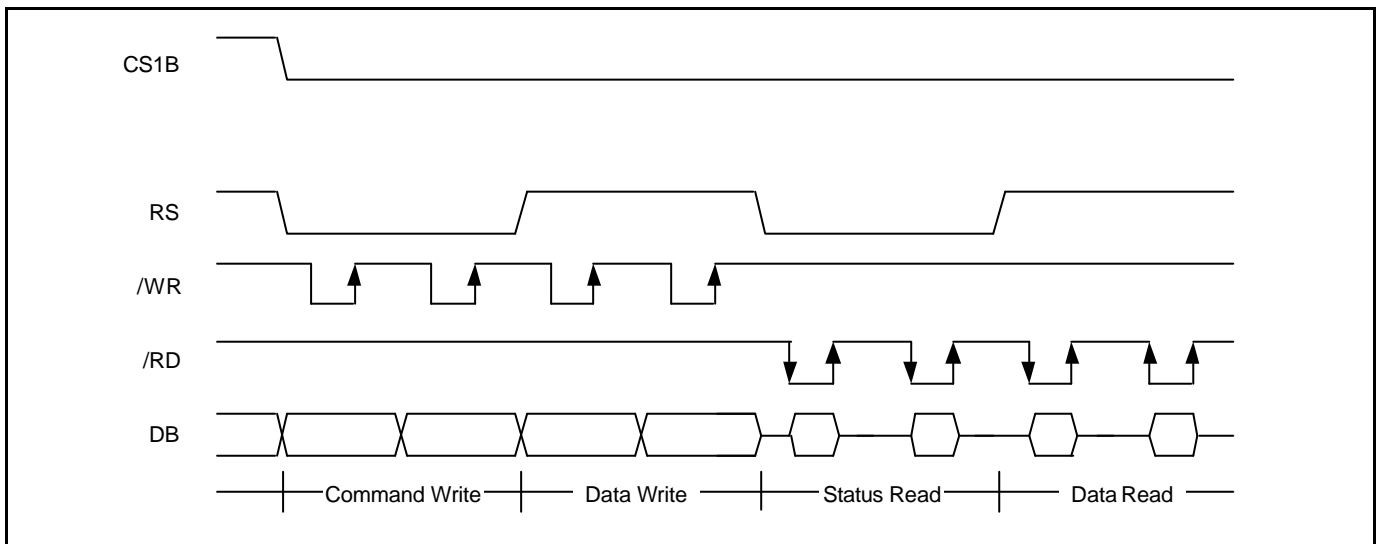 CS1B
RS
/WR
/RD
DB
Command Write
Data Write
Status Read
Data Read